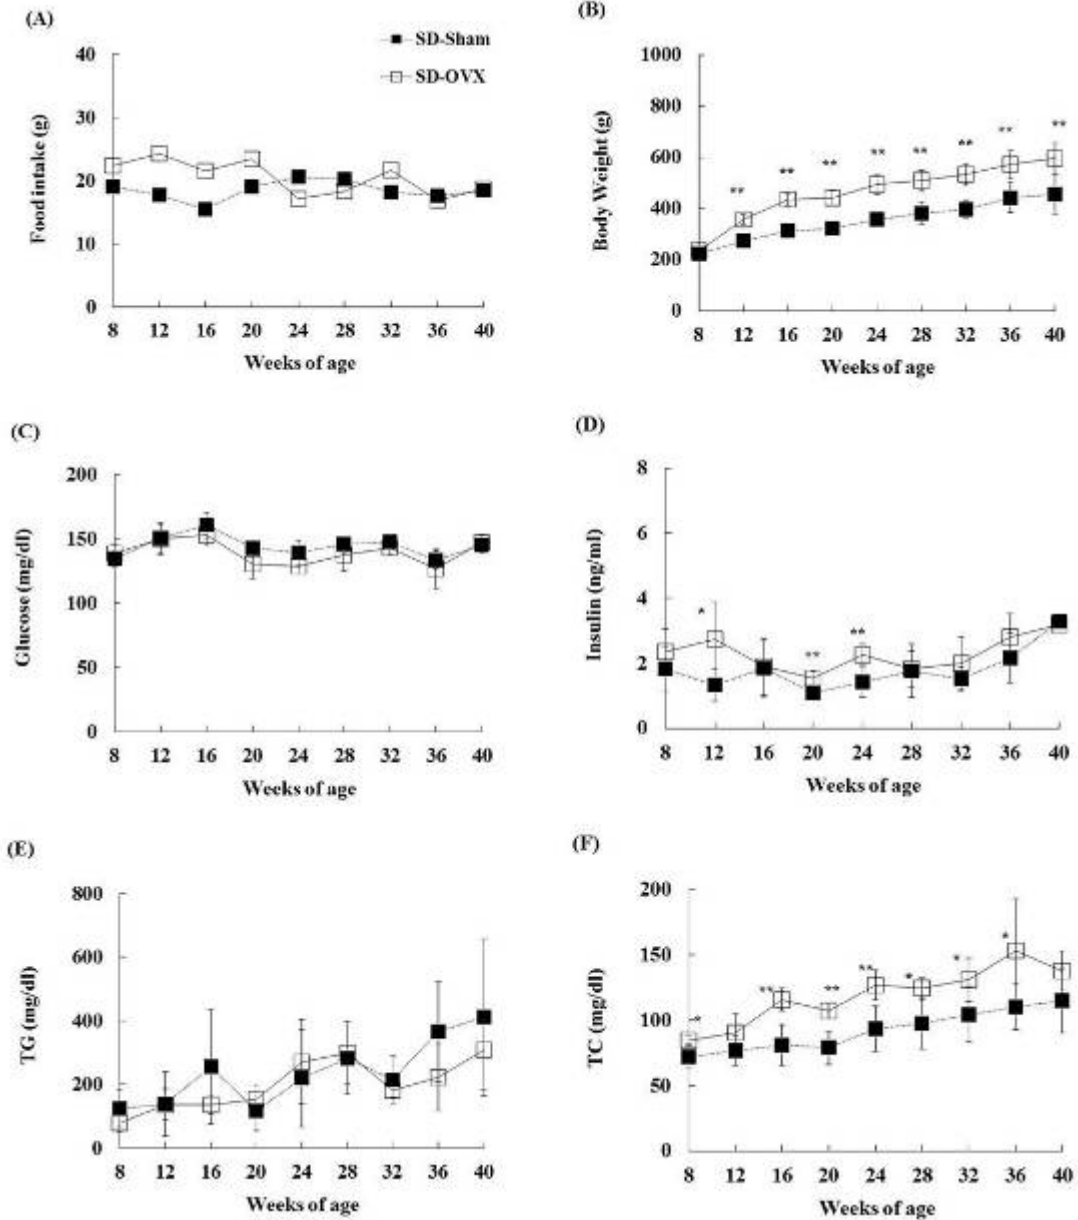 (A)
SD-Sham
SD-OVX
40
30
20
10
0
Food intake (g)
8 12 16 20 24 28 32 36 40
Weeks of age
(B)
1000
800
600
400
200
0
Body Weight (g)
** ** ** ** ** ** ** **
8 12 16 20 24 28 32 36 40
Weeks of age
(C)
200
150
100
50
0
Glucose (mg/dl)
8 12 16 20 24 28 32 36 40
Weeks of age
(D)
8
6
4
2
0
Insulin (ng/ml)
* ** **
8 12 16 20 24 28 32 36 40
Weeks of age
(E)
800
600
400
200
0
TG (mg/dl)
8 12 16 20 24 28 32 36 40
Weeks of age
(F)
200
150
100
50
0
TC (mg/dl)
* ** ** ** * * *
8 12 16 20 24 28 32 36 40
Weeks of age